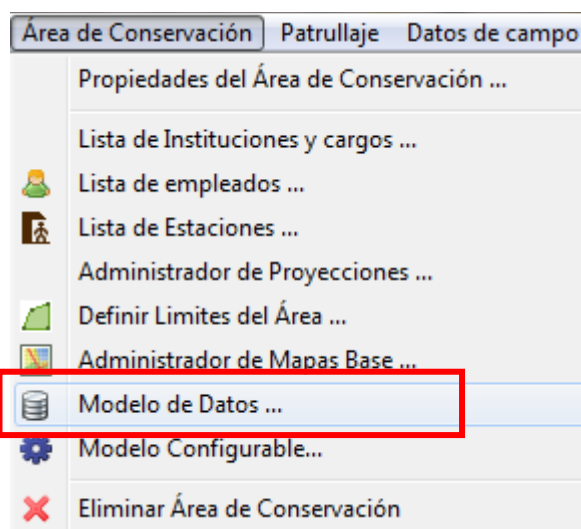 Área de Conservación Patrullaje Datos de campo
Propiedades del Área de Conservación ...
Lista de Instituciones y cargos ...
Lista de empleados ...
Lista de Estaciones ...
Administrador de Proyecciones ...
Definir Limites del Área ...
Administrador de Mapas Base ...
Modelo de Datos ...
Modelo Configurable...
Eliminar Área de Conservación